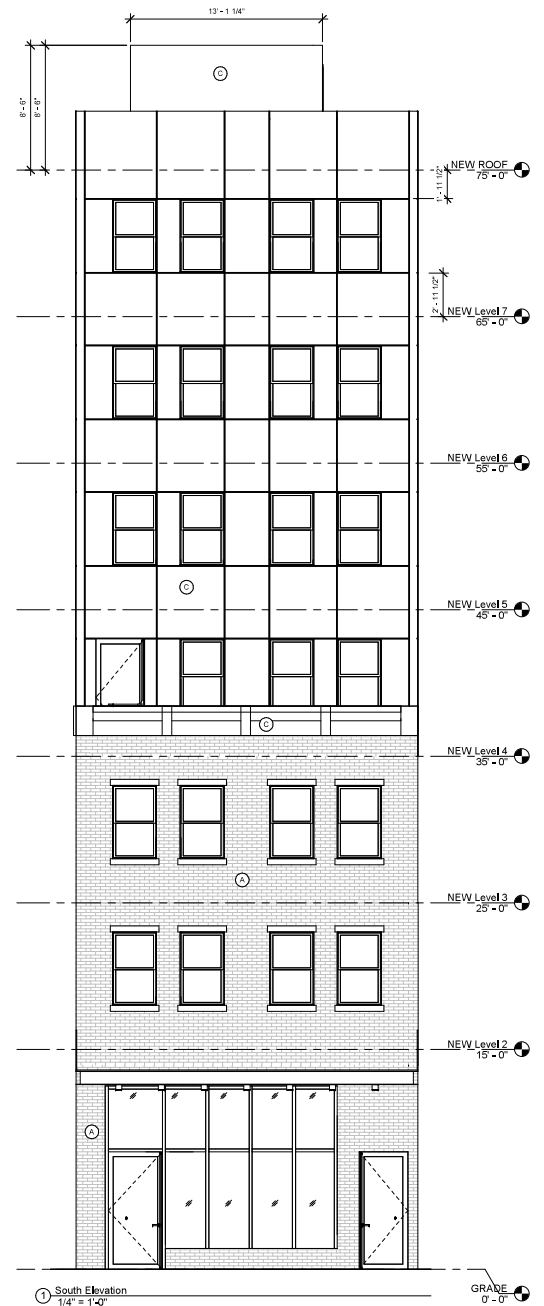 13' - 1 1/4"
C
8' - 6"
8' - 6"
NEW ROOF
75' - 0"
1' - 11 1/2"
2' - 11 1/2"
NEW Level 7
65' - 0"
NEW Level 6
55' - 0"
C
NEW Level 5
45' - 0"
C
NEW Level 4
35' - 0"
A
NEW Level 3
25' - 0"
NEW Level 2
15' - 0"
A
1
South Elevation
1/4" = 1'-0"
GRADE
0' - 0"